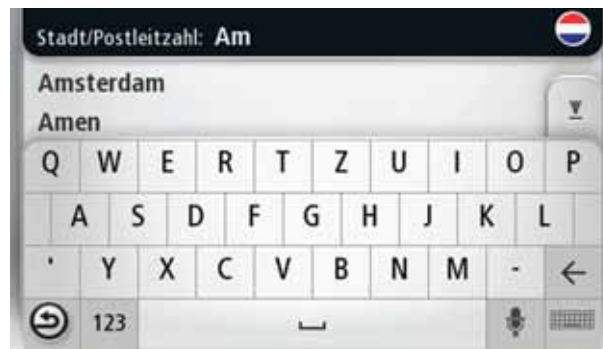 Stadt/Postleitzahl: Am
Amsterdam
Amen
Q W E R T Z U I O P
A S D F G H J K L
' Y X C V B N M -
123